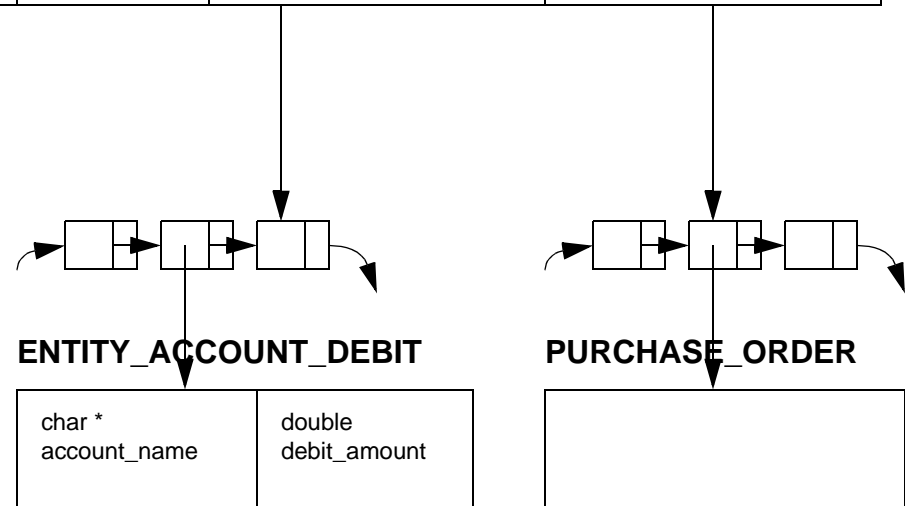 ENTITY_ACCOUNT_DEBIT
PURCHASE_ORDER
char *
account_name
double
debit_amount